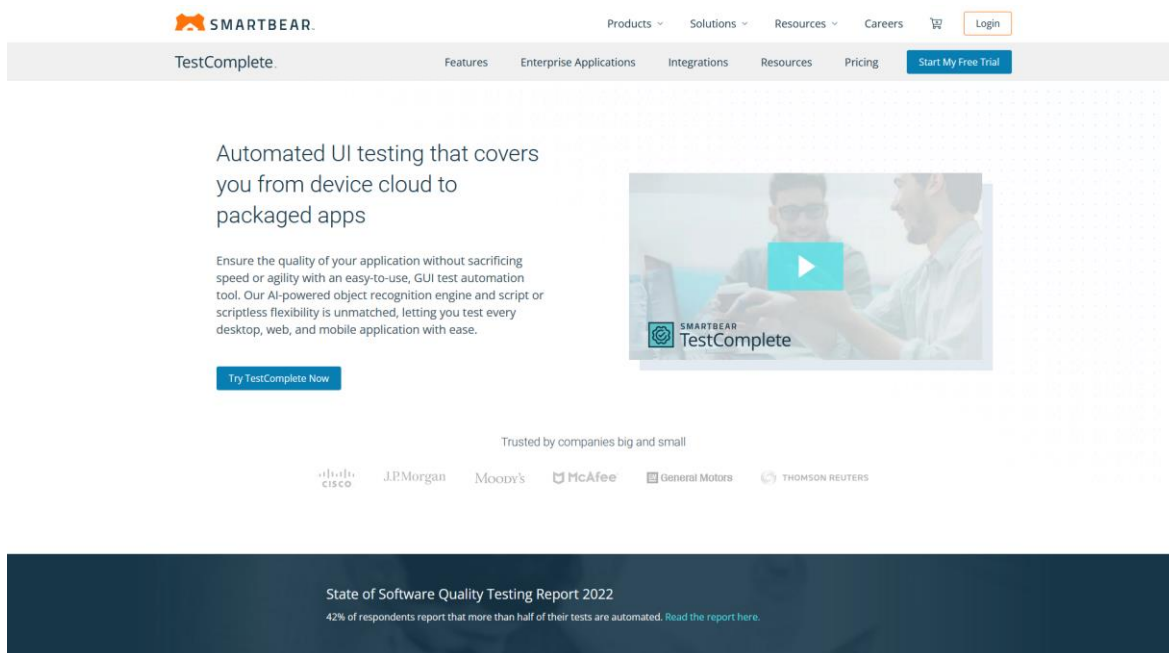 SMARTBEAR.
Products Solutions Resources Careers Login
TestComplete.
Features Enterprise Applications Integrations Resources Pricing Start My Free Trial
Automated UI testing that covers
you from device cloud to
packaged apps
Ensure the quality of your application without sacrificing
speed or agility with an easy-to-use, GUI test automation
tool. Our AI-powered object recognition engine and script or
scriptless flexibility is unmatched, letting you test every
desktop, web, and mobile application with ease.
Try TestComplete Now
SMARTBEAR
TestComplete
Trusted by companies big and small
CISCO J.P.Morgan MOODY'S McAfee GM General Motors THOMSON REUTERS
State of Software Quality Testing Report 2022
42% of respondents report that more than half of their tests are automated. Read the report here.